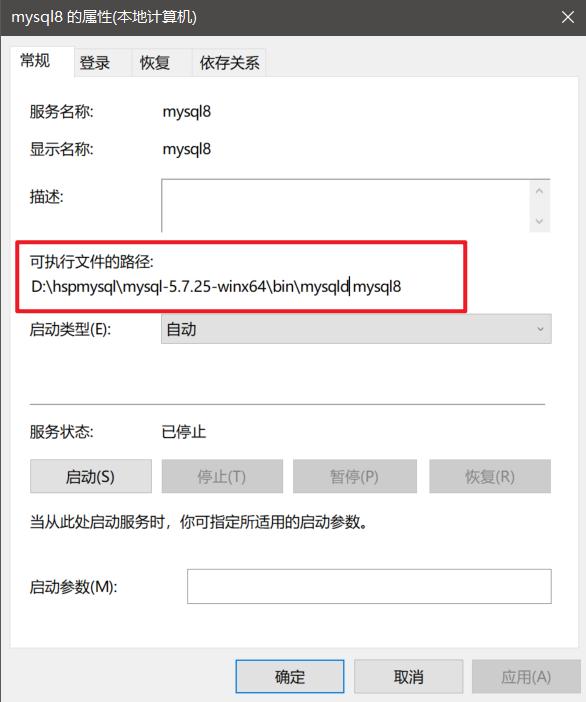 mysql8 的属性(本地计算机)
常规 登录 恢复 依存关系
服务名称: mysql8
显示名称: mysql8
描述:
可执行文件的路径:
D:\hspmysql\mysql-5.7.25-winx64\bin\mysqld mysql8
启动类型(E): 自动
服务状态: 已停止
启动(S) 停止(T) 暂停(P) 恢复(R)
当从此处启动服务时，你可指定所适用的启动参数。
启动参数(M):
确定 取消 应用(A)